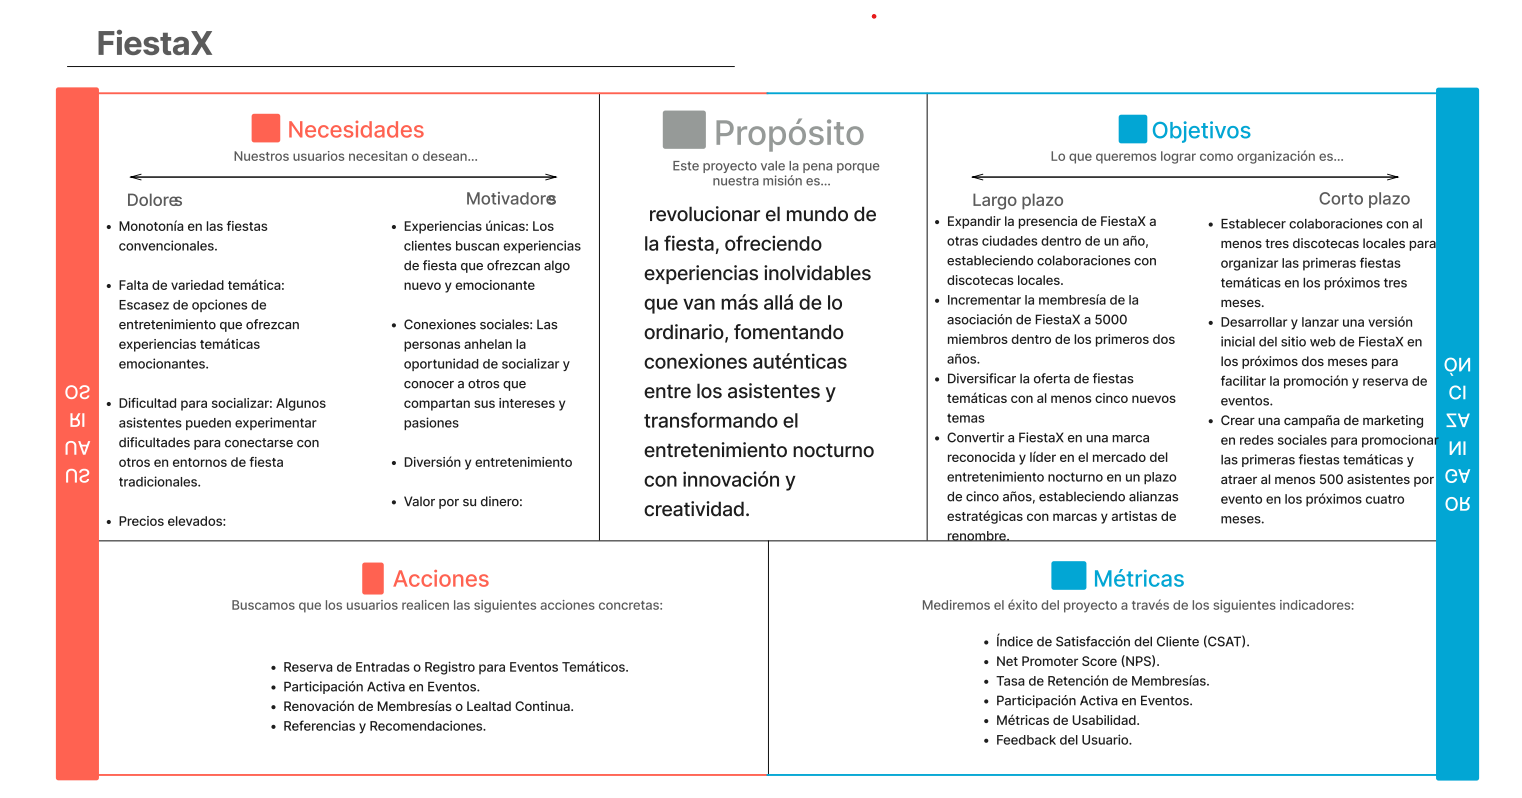 FiestaX
Necesidades
Nuestros usuarios necesitan o desean...
Dolores
Monotonía en las fiestas
convencionales.
Falta de variedad temática:
Escasez de opciones de
entretenimiento que ofrezcan
experiencias temáticas
emocionantes.
Dificultad para socializar: Algunos
asistentes pueden experimentar
dificultades para conectarse con
otros en entornos de fiesta
tradicionales.
Precios elevados:
Motivadores
Experiencias únicas: Los
clientes buscan experiencias
de fiesta que ofrezcan algo
nuevo y emocionante
Conexiones sociales: Las
personas anhelan la
oportunidad de socializar y
conocer a otros que
compartan sus intereses y
pasiones
Diversión y entretenimiento
Valor por su dinero:
Propósito
Este proyecto vale la pena porque
nuestra misión es...
revolucionar el mundo de
la fiesta, ofreciendo
experiencias inolvidables
que van más allá de lo
ordinario, fomentando
conexiones auténticas
entre los asistentes y
transformando el
entretenimiento nocturno
con innovación y
creatividad.
Objetivos
Lo que queremos lograr como organización es...
Largo plazo
Expandir la presencia de FiestaX a
otras ciudades dentro de un año,
estableciendo colaboraciones con
discotecas locales.
Incrementar la membresía de la
asociación de FiestaX a 5000
miembros dentro de los primeros dos
años.
Diversificar la oferta de fiestas
temáticas con al menos cinco nuevos
temas
Convertir a FiestaX en una marca
reconocida y líder en el mercado del
entretenimiento nocturno en un plazo
de cinco años, estableciendo alianzas
estratégicas con marcas y artistas de
renombre.
Corto plazo
Establecer colaboraciones con al
menos tres discotecas locales para
organizar las primeras fiestas
temáticas en los próximos tres
meses.
Desarrollar y lanzar una versión
inicial del sitio web de FiestaX en
los próximos dos meses para
facilitar la promoción y reserva de
eventos.
Crear una campaña de marketing
en redes sociales para promocionar
las primeras fiestas temáticas y
atraer al menos 500 asistentes por
evento en los próximos cuatro
meses.
US
UA
RI
OS
OR
GA
NI
ZA
CI
ÓN
Acciones
Buscamos que los usuarios realicen las siguientes acciones concretas:
Reserva de Entradas o Registro para Eventos Temáticos.
Participación Activa en Eventos.
Renovación de Membresías o Lealtad Continua.
Referencias y Recomendaciones.
Métricas
Mediremos el éxito del proyecto a través de los siguientes indicadores:
Índice de Satisfacción del Cliente (CSAT).
Net Promoter Score (NPS).
Tasa de Retención de Membresías.
Participación Activa en Eventos.
Métricas de Usabilidad.
Feedback del Usuario.